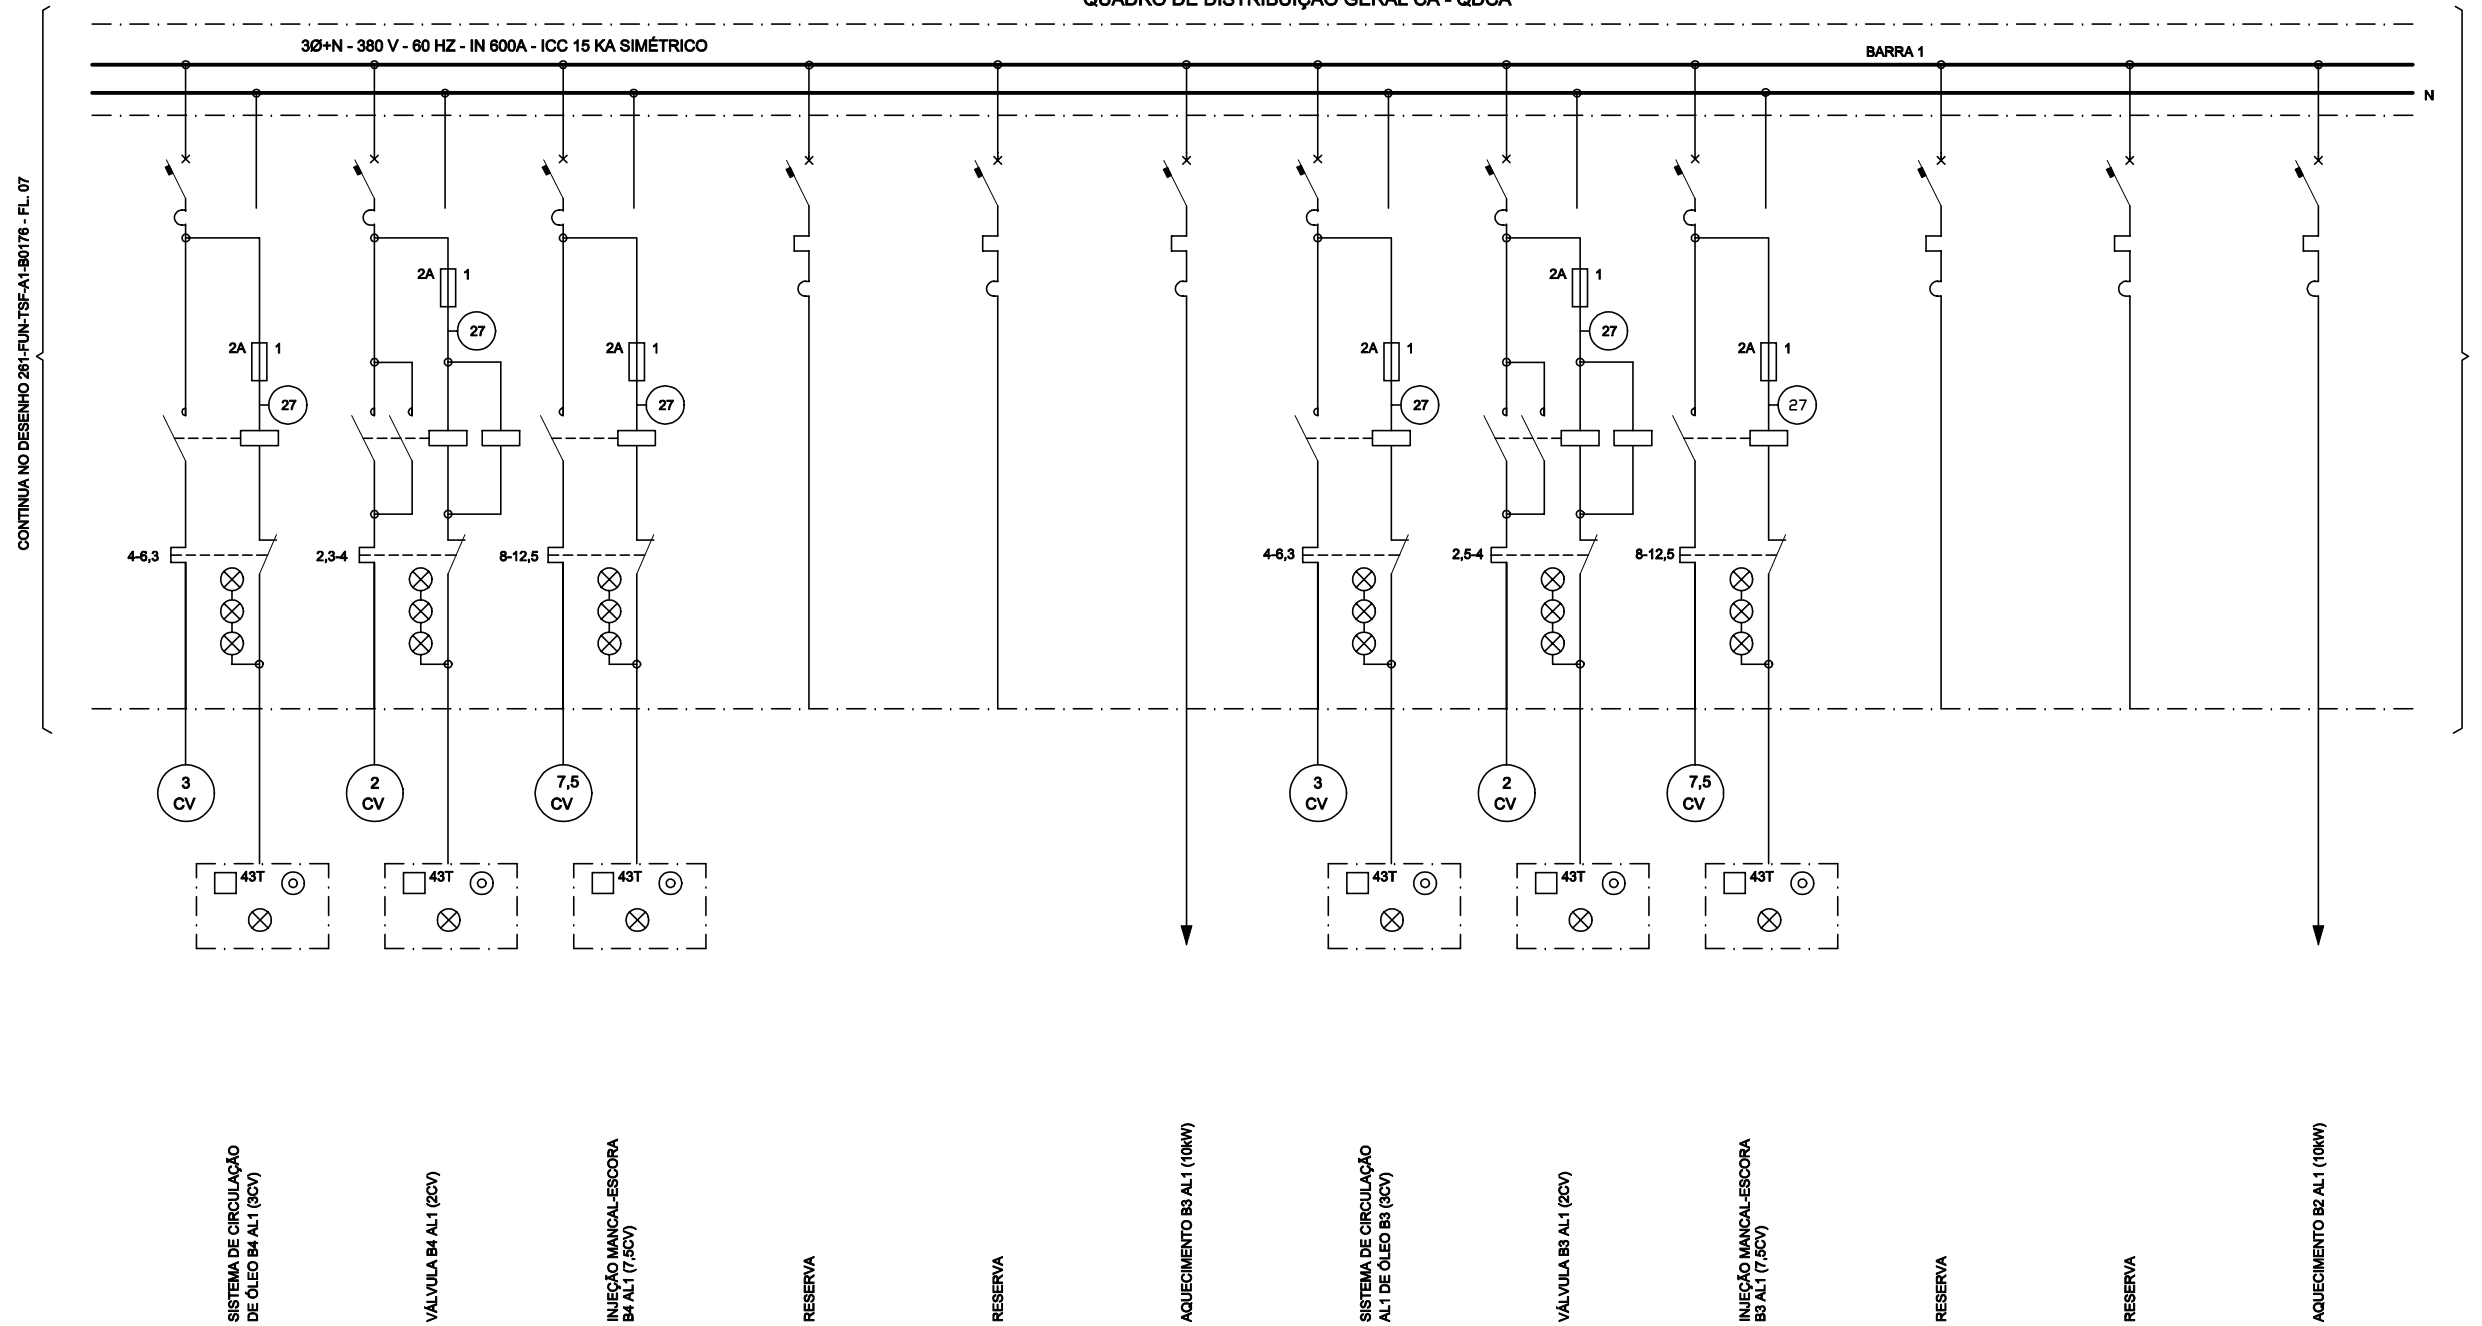 QUADRO DE DISTRIBUIÇÃO GERAL CA - QDCA
3Ø+N - 380 V - 60 HZ - IN 600A - ICC 15 KA SIMÉTRICO
BARRA 1
N
CONTINUA NO DESENHO 261-FUN-TSF-A1-B0176 - FL. 07
2A 1
27
2A 1
27
2A 1
27
2A 1
27
2A 1
27
2A 1
27
4-6,3
2,3-4
8-12,5
4-6,3
2,5-4
8-12,5
3
CV
2
CV
7,5
CV
3
CV
2
CV
7,5
CV
43T
43T
43T
43T
43T
43T
SISTEMA DE CIRCULAÇÃO
DE ÓLEO B4 AL1 (3CV)
VÁLVULA B4 AL1 (2CV)
INJEÇÃO MANCAL-ESCORA
B4 AL1 (7,5CV)
RESERVA
RESERVA
AQUECIMENTO B3 AL1 (10kW)
SISTEMA DE CIRCULAÇÃO
AL1 DE ÓLEO B3 (3CV)
VÁLVULA B3 AL1 (2CV)
INJEÇÃO MANCAL-ESCORA
B3 AL1 (7,5CV)
RESERVA
RESERVA
AQUECIMENTO B2 AL1 (10kW)